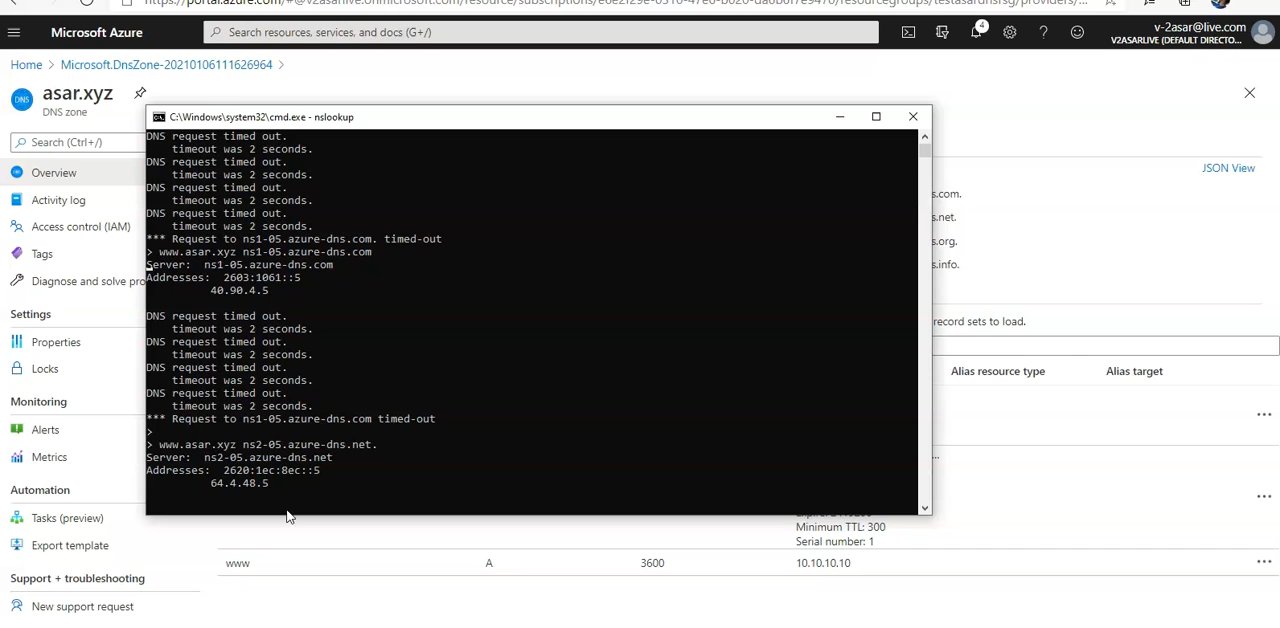 Microsoft Azure
Search resources, services, and docs (G+/)
4
v-2asar@live.com
V2ASARLIVE (DEFAULT DIRECTO...
Home > Microsoft.DnsZone-20210106111626964 >
DNS
asar.xyz
DNS zone
Search (Ctrl+/)
Overview
Activity log
Access control (IAM)
Tags
Diagnose and solve pro
Settings
Properties
Locks
Monitoring
Alerts
Metrics
Automation
Tasks (preview)
Export template
Support + troubleshooting
New support request
C:\Windows\system32\cmd.exe - nslookup
DNS request timed out.
timeout was 2 seconds.
DNS request timed out.
timeout was 2 seconds.
DNS request timed out.
timeout was 2 seconds.
DNS request timed out.
timeout was 2 seconds.
*** Request to ns1-05.azure-dns.com. timed-out
> www.asar.xyz ns1-05.azure-dns.com
Server: ns1-05.azure-dns.com
Addresses: 2603:1061::5
40.90.4.5
DNS request timed out.
timeout was 2 seconds.
DNS request timed out.
timeout was 2 seconds.
DNS request timed out.
timeout was 2 seconds.
DNS request timed out.
timeout was 2 seconds.
*** Request to ns1-05.azure-dns.com timed-out
>
> www.asar.xyz ns2-05.azure-dns.net.
Server: ns2-05.azure-dns.net
Addresses: 2620:1ec:8ec::5
64.4.48.5
JSON View
s.com.
s.net.
s.org.
s.info.
record sets to load.
Alias resource type Alias target
...
...
...
Minimum TTL: 300
Serial number: 1
www A 3600 10.10.10.10 ...